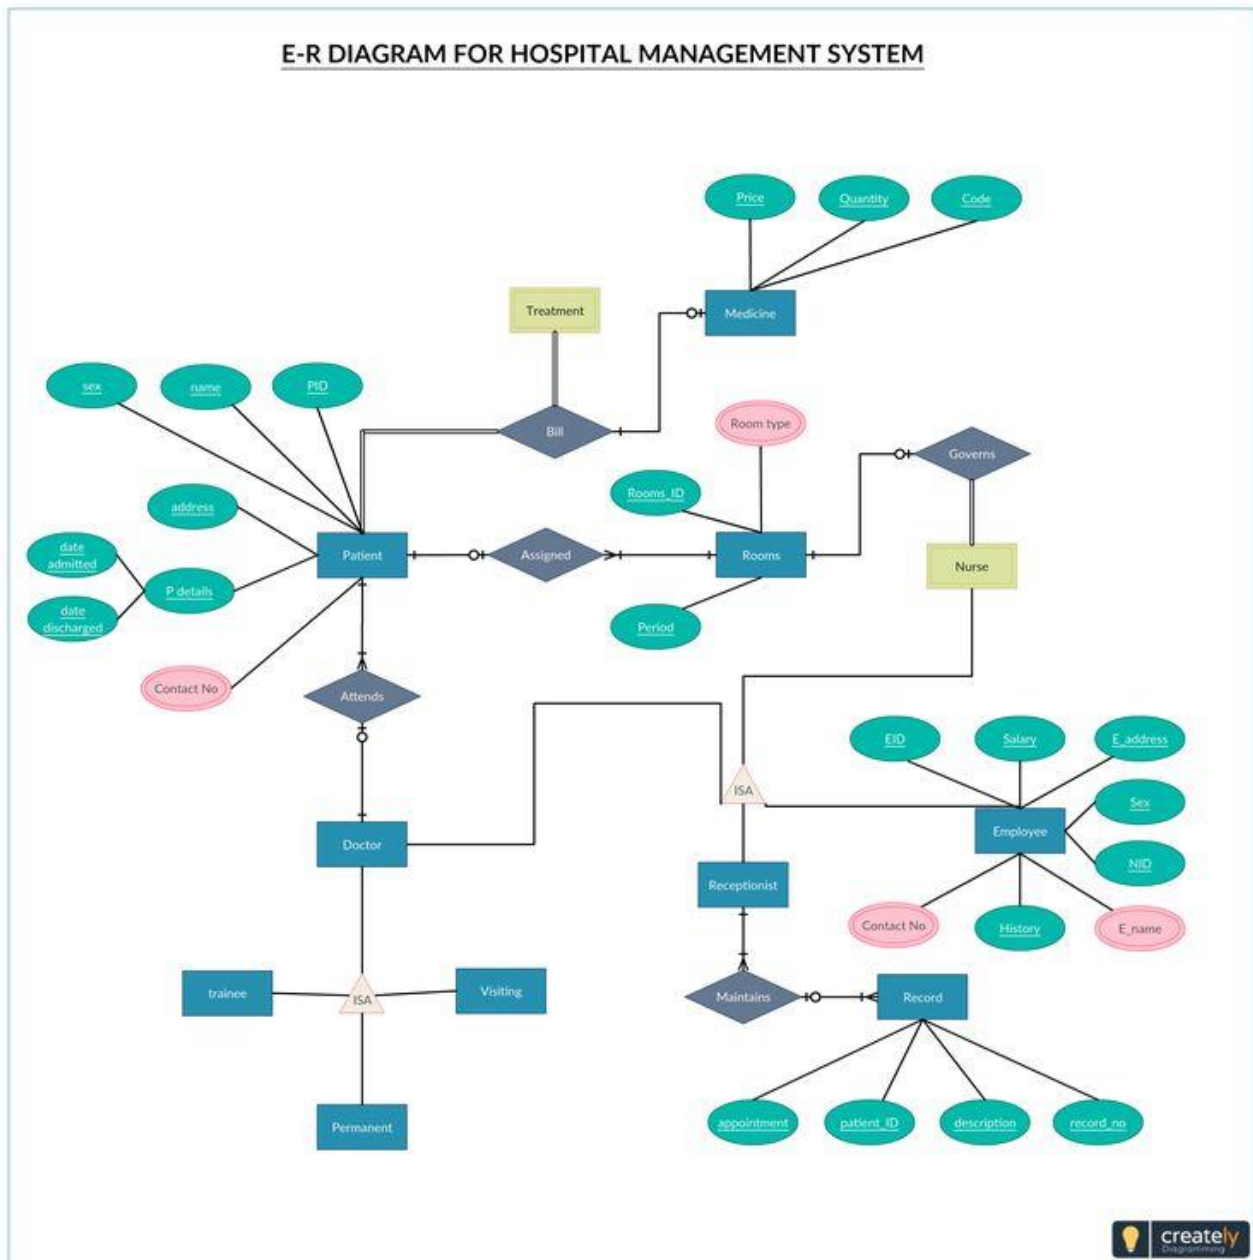 E-R DIAGRAM FOR HOSPITAL MANAGEMENT SYSTEM
Price
Quantity
Code
Treatment
Medicine
sex
name
PID
Room type
Bill
Governs
Rooms_ID
address
date
admitted
Patient
Assigned
Rooms
Nurse
P details
date
discharged
Period
Contact No
Attends
EID
Salary
E_address
ISA
Sex
Employee
Doctor
NID
Receptionist
Contact No.
History
E_name
trainee
ISA
Visiting
Maintains
Record
Permanent
appointment
patient_ID
description
record_no
creately
Diagramming